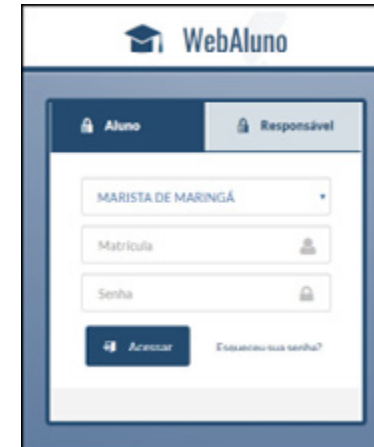 WebAluno
Aluno
Responsável
MARISTA DE MARINGÁ
Matrícula
Senha
Acessar
Esqueceu sua senha?